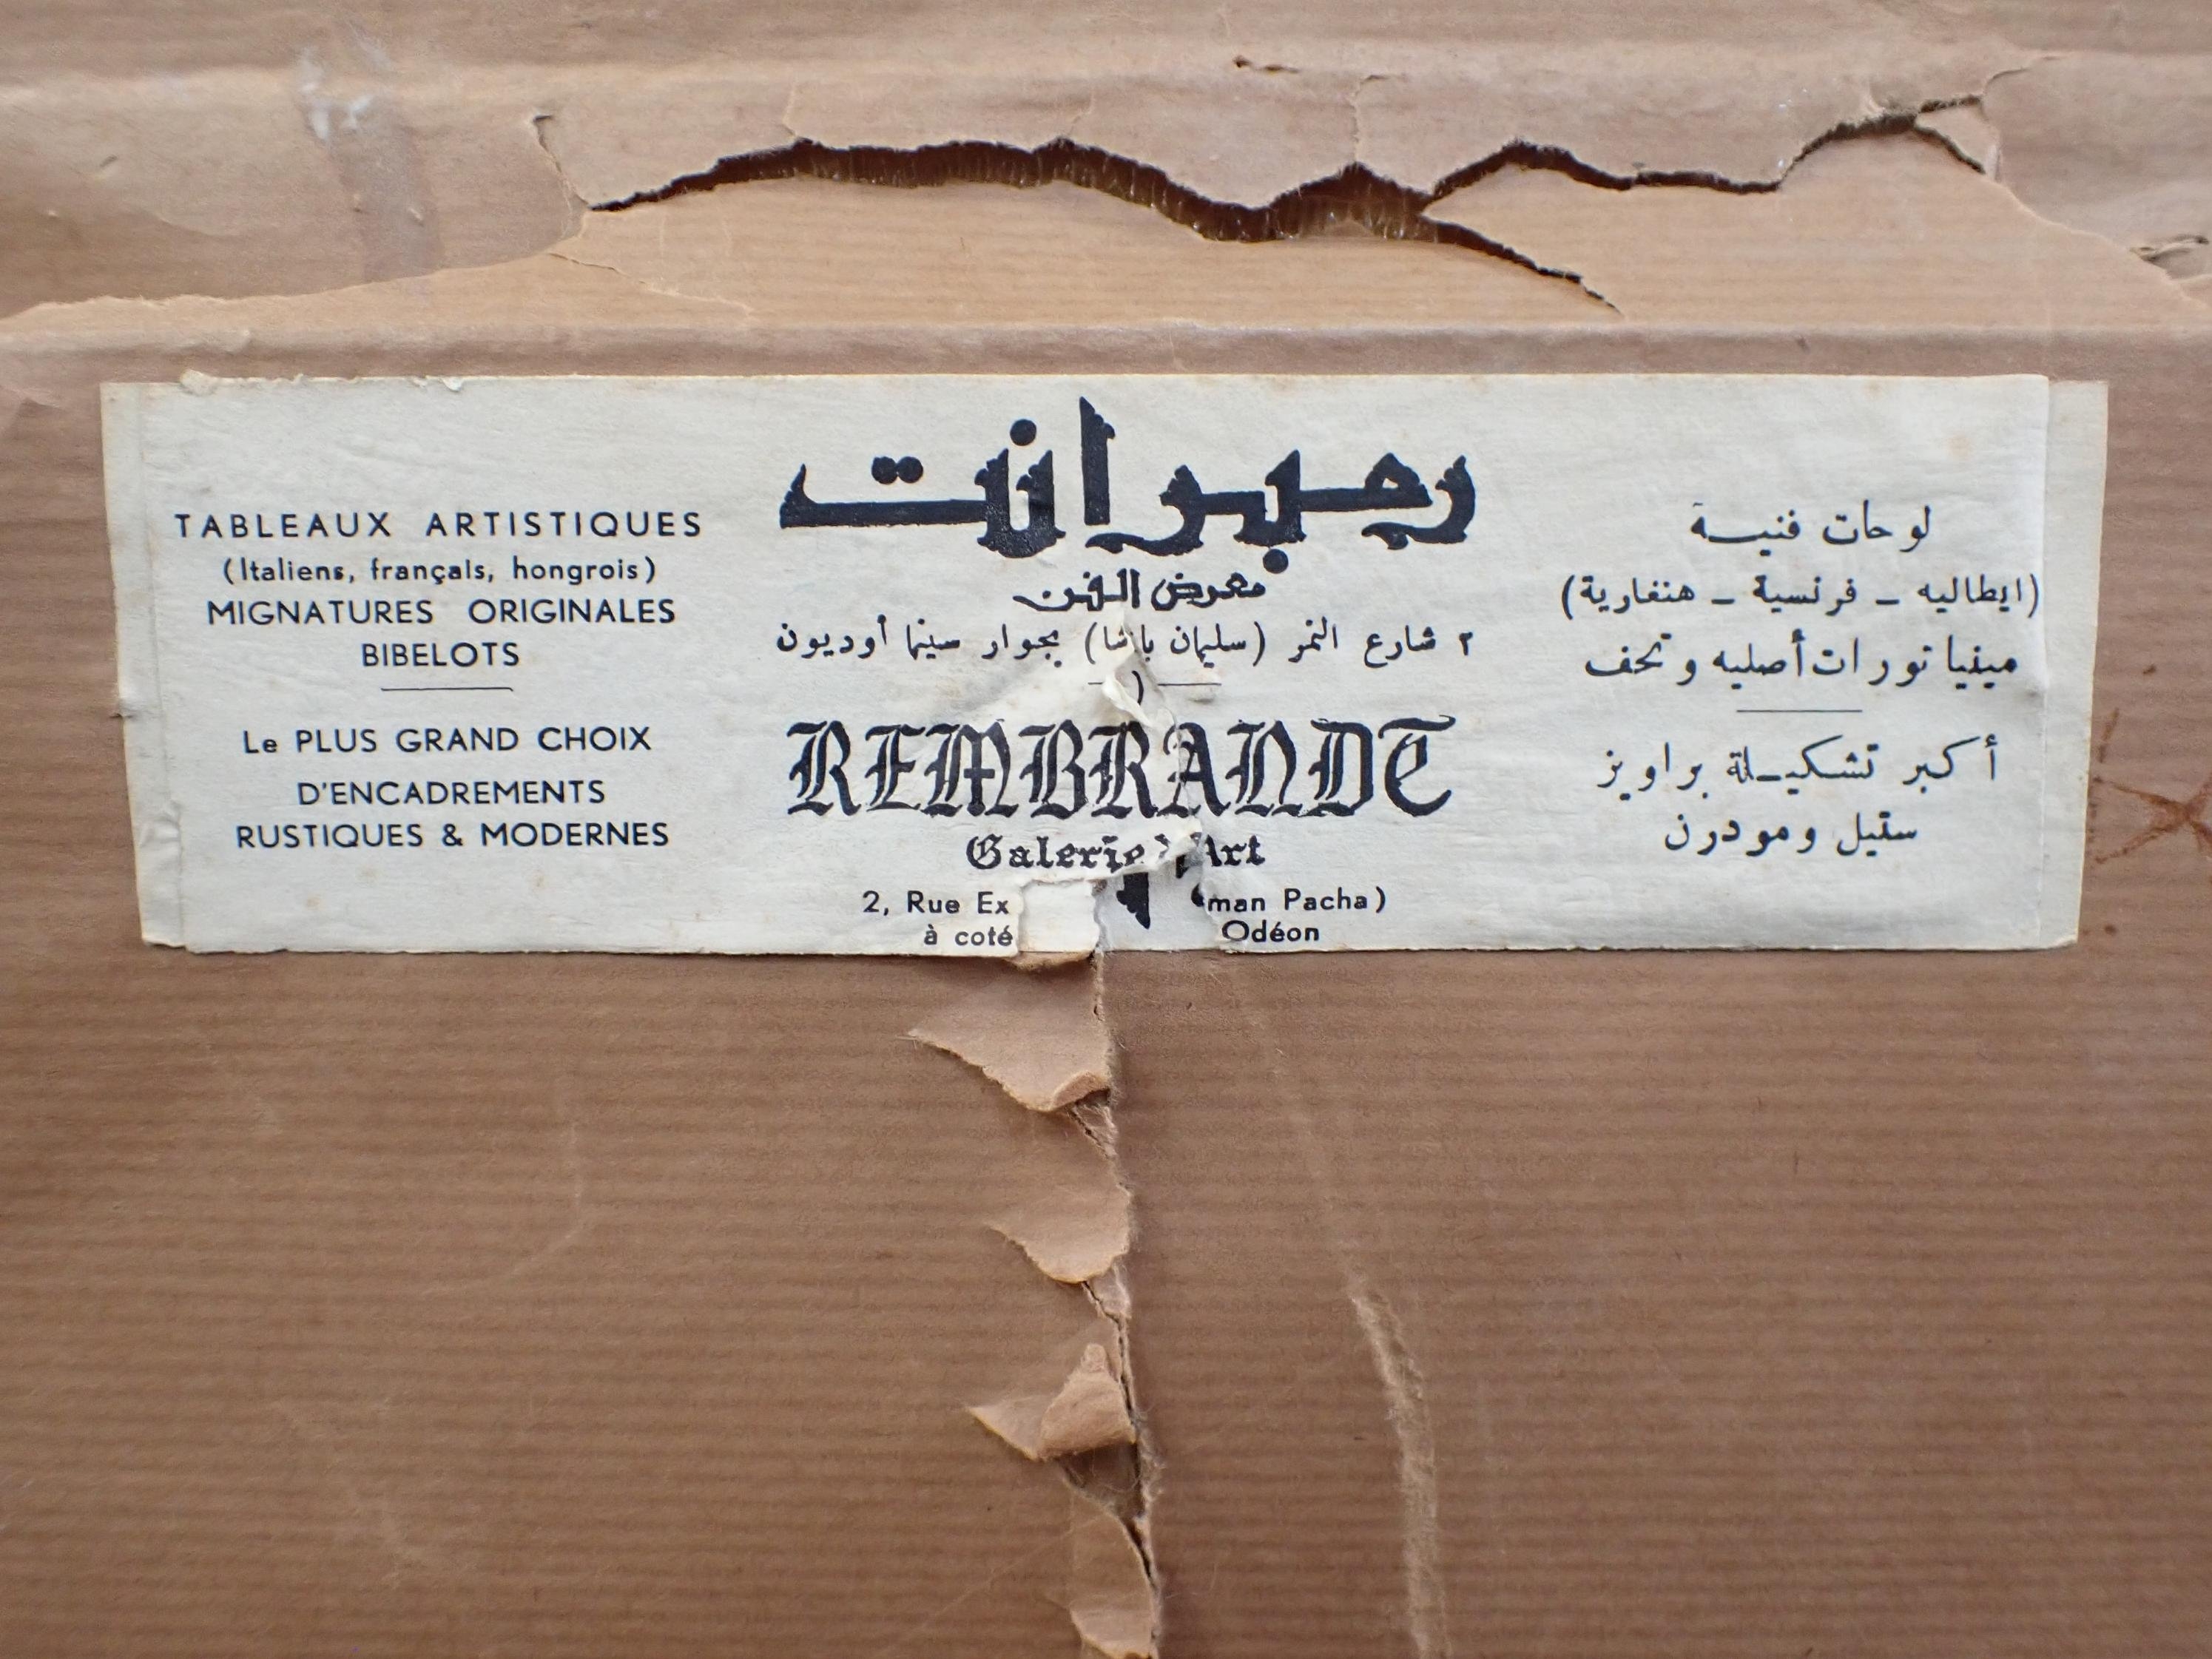 TABLEAUX ARTISTIQUES
(Italiens, français, hongrois)
MIGNATURES ORIGINALES
BIBELOTS
Le PLUS GRAND CHOIX
D'ENCADREMENTS
RUSTIQUES & MODERNES
رمبرانت
معرض الفن
٢ شارع النمر (سليمان باشا) بجوار سينما أوديون
REMBRANDT
Galerie d'Art
2, Rue Ex
man Pacha)
à coté
Odéon
لوحات فنيـــة
(ايطاليه ـ فرنسية ـ هنغارية)
مينياتورات أصليه وتحف
أكبر تشكيـلة براويز
ستيل ومودرن